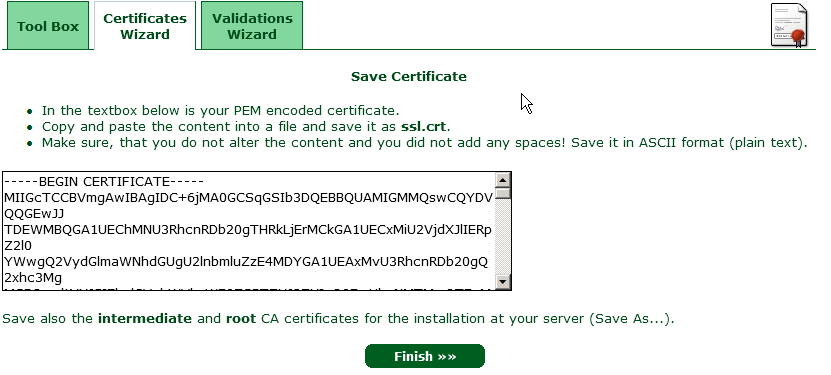 Tool Box
Certificates
Wizard
Validations
Wizard
Save Certificate
In the textbox below is your PEM encoded certificate.
Copy and paste the content into a file and save it as ssl.crt.
Make sure, that you do not alter the content and you did not add any spaces! Save it in ASCII format (plain text).
-----BEGIN CERTIFICATE-----
MIIGcTCCBVmgAwIBAgIDC+6jMA0GCSqGSIb3DQEBBQUAMIGMMQswCQYDV
QQGEwJJ
TDEWMBQGA1UEChMNU3RhcnRDb20gTHRkLjErMCkGA1UECxMiU2VjdXJlIERp
Z2l0
YWwgQ2VydGlmaWNhdGUgU2lnbmluZzE4MDYGA1UEAxMvU3RhcnRDb20gQ
2xhc3Mg
Save also the intermediate and root CA certificates for the installation at your server (Save As...).
Finish »»